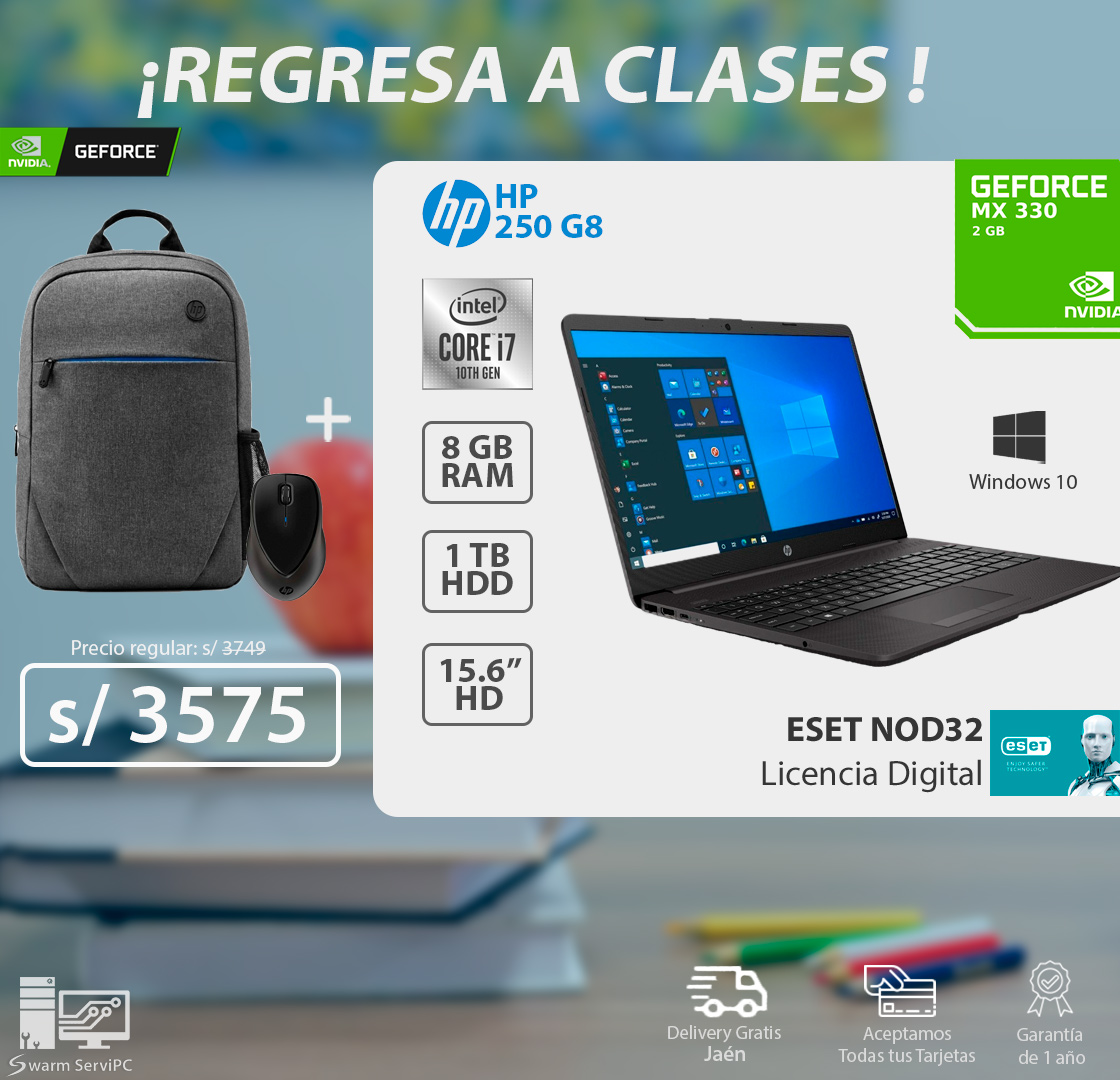 ¡REGRESA A CLASES !
NVIDIA.
GEFORCE
HP
250 G8
hp
GEFORCE
MX 330
2 GB
NVIDIA
intel
CORE i7
10TH GEN
8 GB
RAM
1 TB
HDD
15.6”
HD
Windows 10
Precio regular: s/ 3749
s/ 3575
ESET NOD32
Licencia Digital
eseT
ENJOY SAFER
TECHNOLOGY
Delivery Gratis
Jaén
Aceptamos
Todas tus Tarjetas
Garantía
de 1 año
Swarm ServiPC